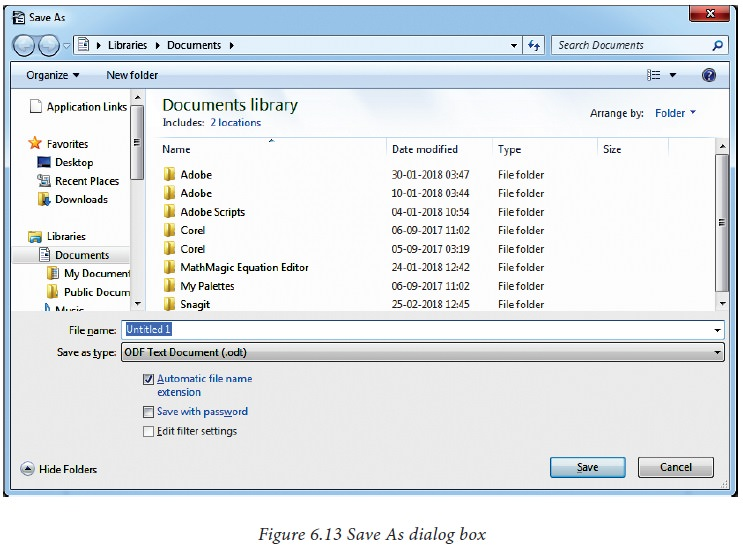 Save As
Libraries Documents
Search Documents
Organize New folder
Application Links
Favorites
Desktop
Recent Places
Downloads
Libraries
Documents
My Document
Public Docum
Music
Documents library
Includes: 2 locations
Arrange by: Folder
Name Date modified Type Size
Adobe 30-01-2018 03:47 File folder
Adobe 10-01-2018 03:44 File folder
Adobe Scripts 04-01-2018 10:54 File folder
Corel 06-09-2017 11:02 File folder
Corel 05-09-2017 03:19 File folder
MathMagic Equation Editor 24-01-2018 12:42 File folder
My Palettes 06-09-2017 11:02 File folder
Snagit 25-02-2018 12:45 File folder
File name: Untitled 1
Save as type: ODF Text Document (.odt)
Automatic file name
extension
Save with password
Edit filter settings
Hide Folders
Save Cancel
Figure 6.13 Save As dialog box